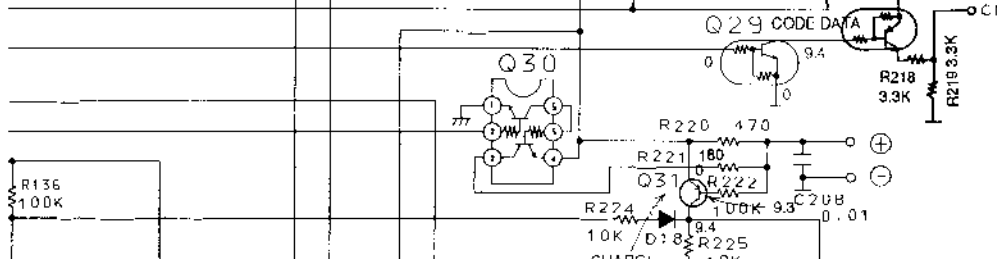 Q29 CODE DATA
9.4
0
0
R218
3.3K
R219 3.3K
Q30
1
2
3
4
R220 470
R221 180
0
Q31 R222
100K 9.3
+
−
C208
0.01
R136
100K
R224
10K
D18
9.4
R225